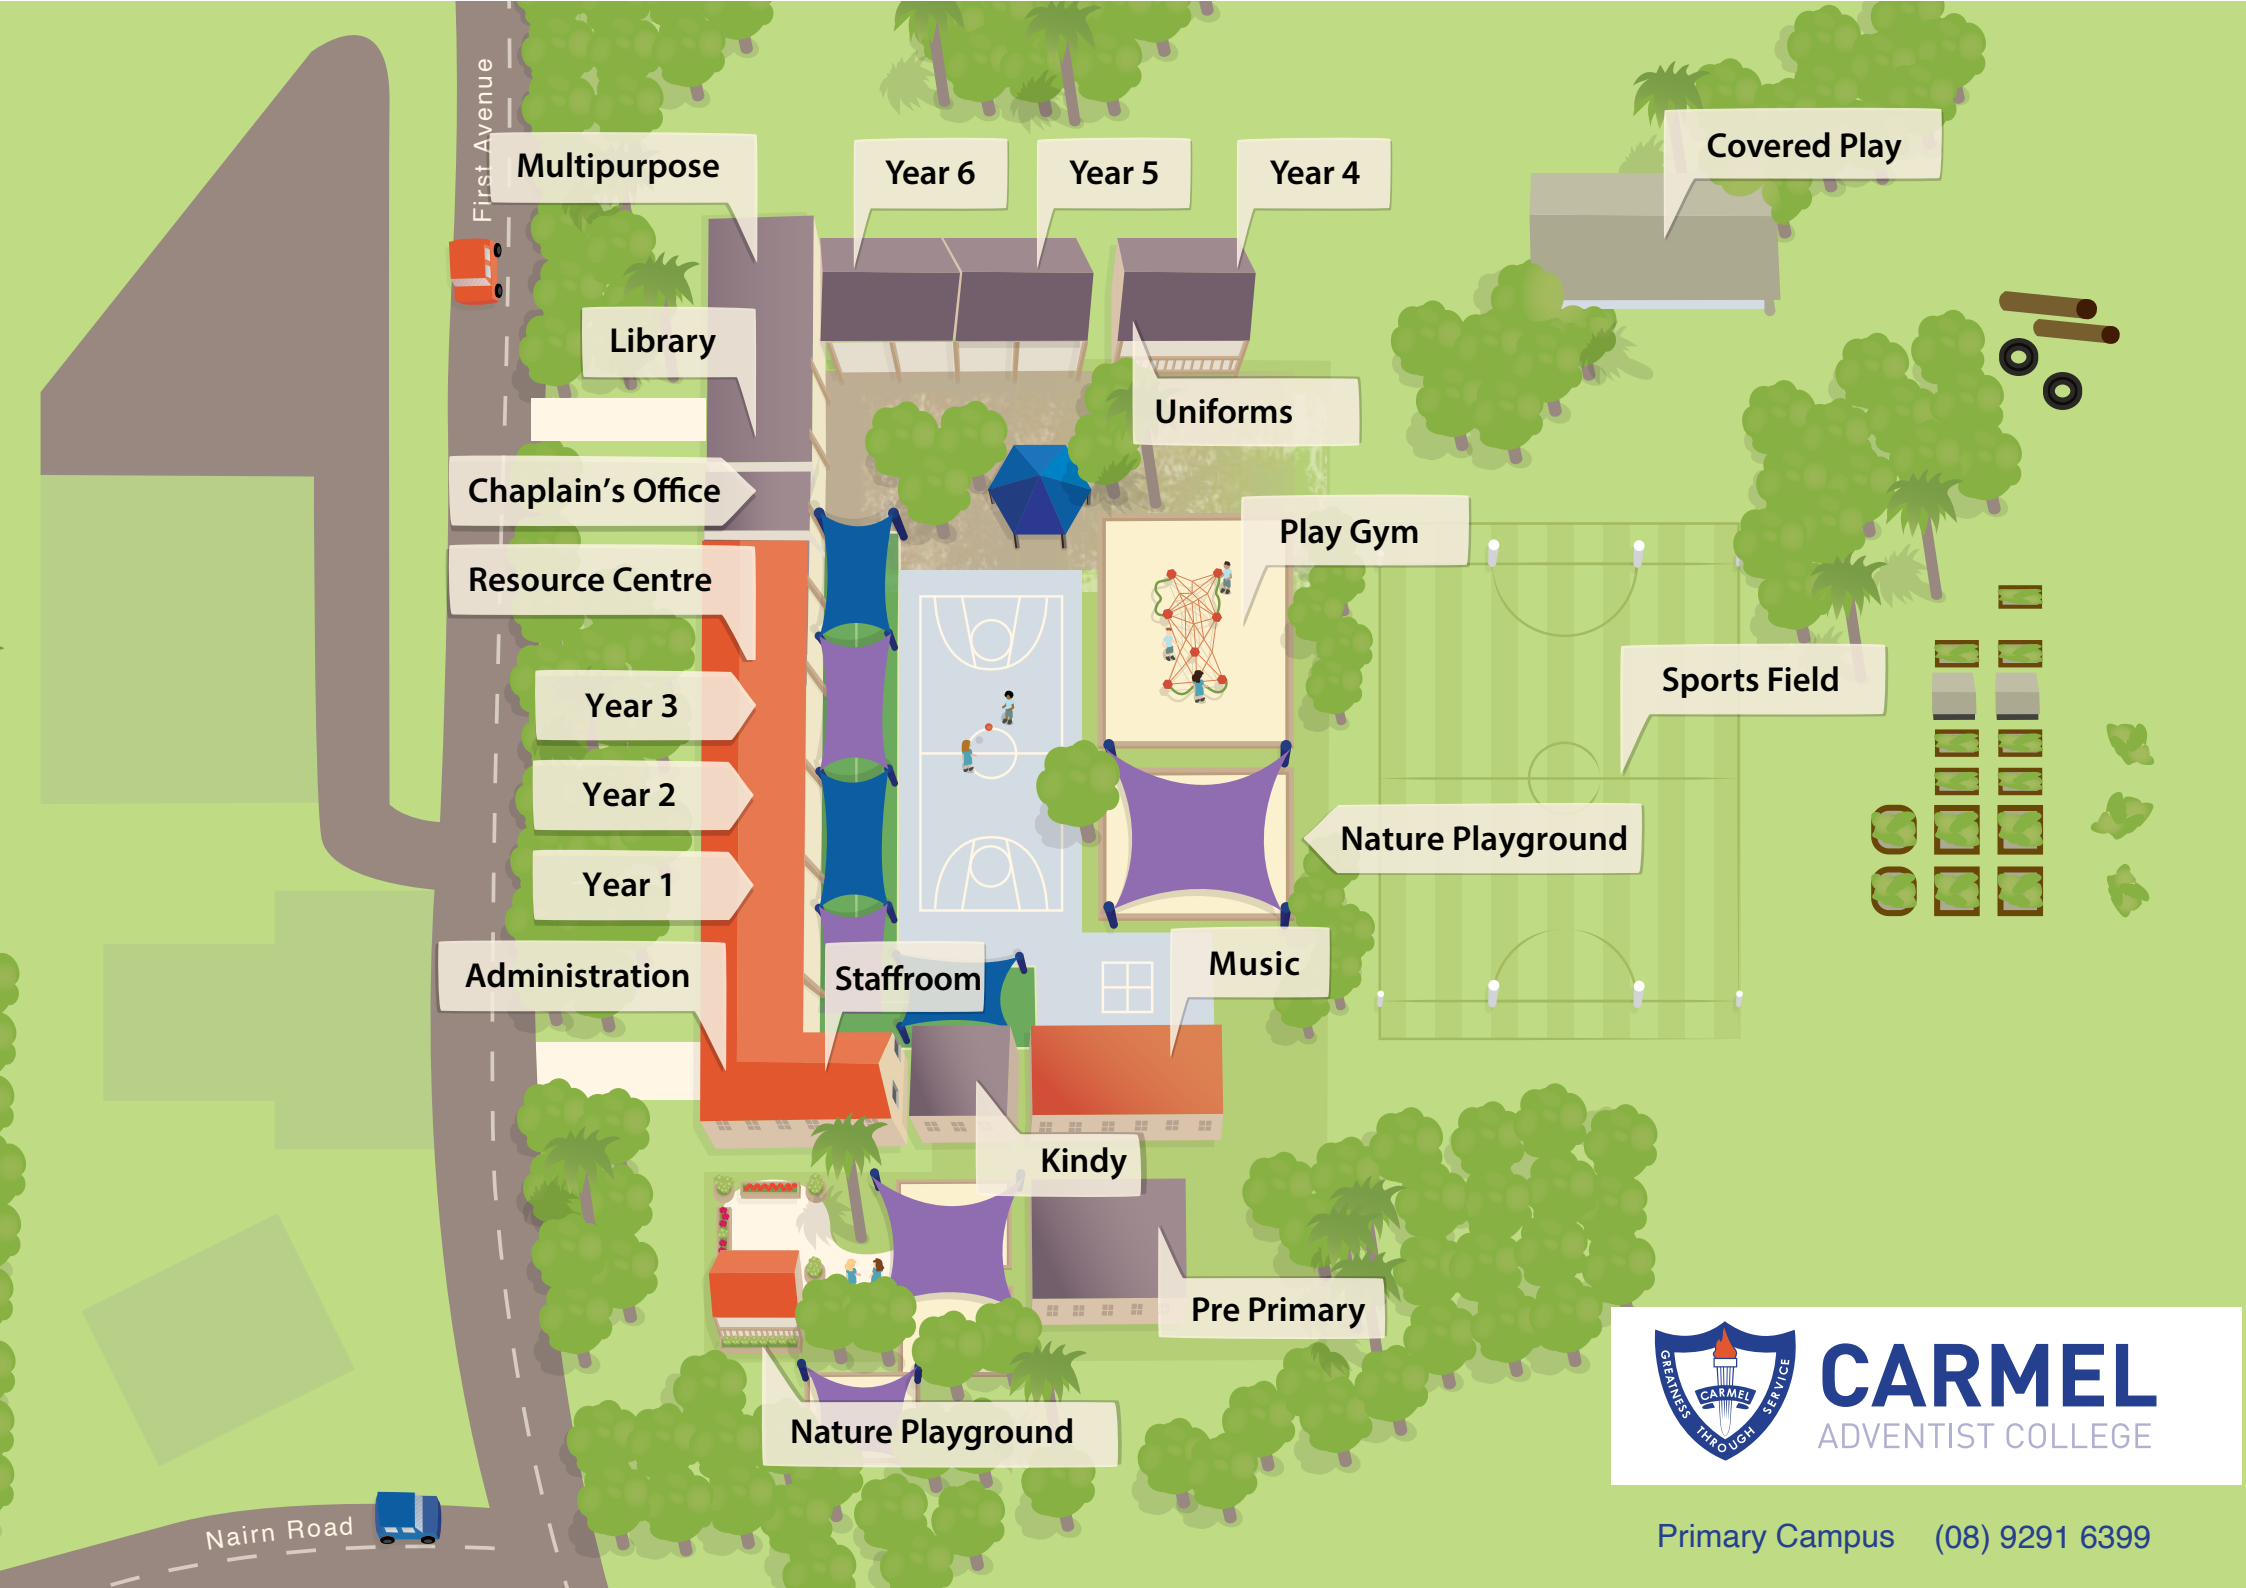 First Avenue
Multipurpose
Year 6
Year 5
Year 4
Covered Play
Library
Uniforms
Chaplain's Office
Play Gym
Resource Centre
Sports Field
Year 3
Year 2
Nature Playground
Year 1
Administration
Staffroom
Music
Kindy
Pre Primary
Nature Playground
GREATNESS THROUGH SERVICE
CARMEL
CARMEL
ADVENTIST COLLEGE
Nairn Road
Primary Campus (08) 9291 6399